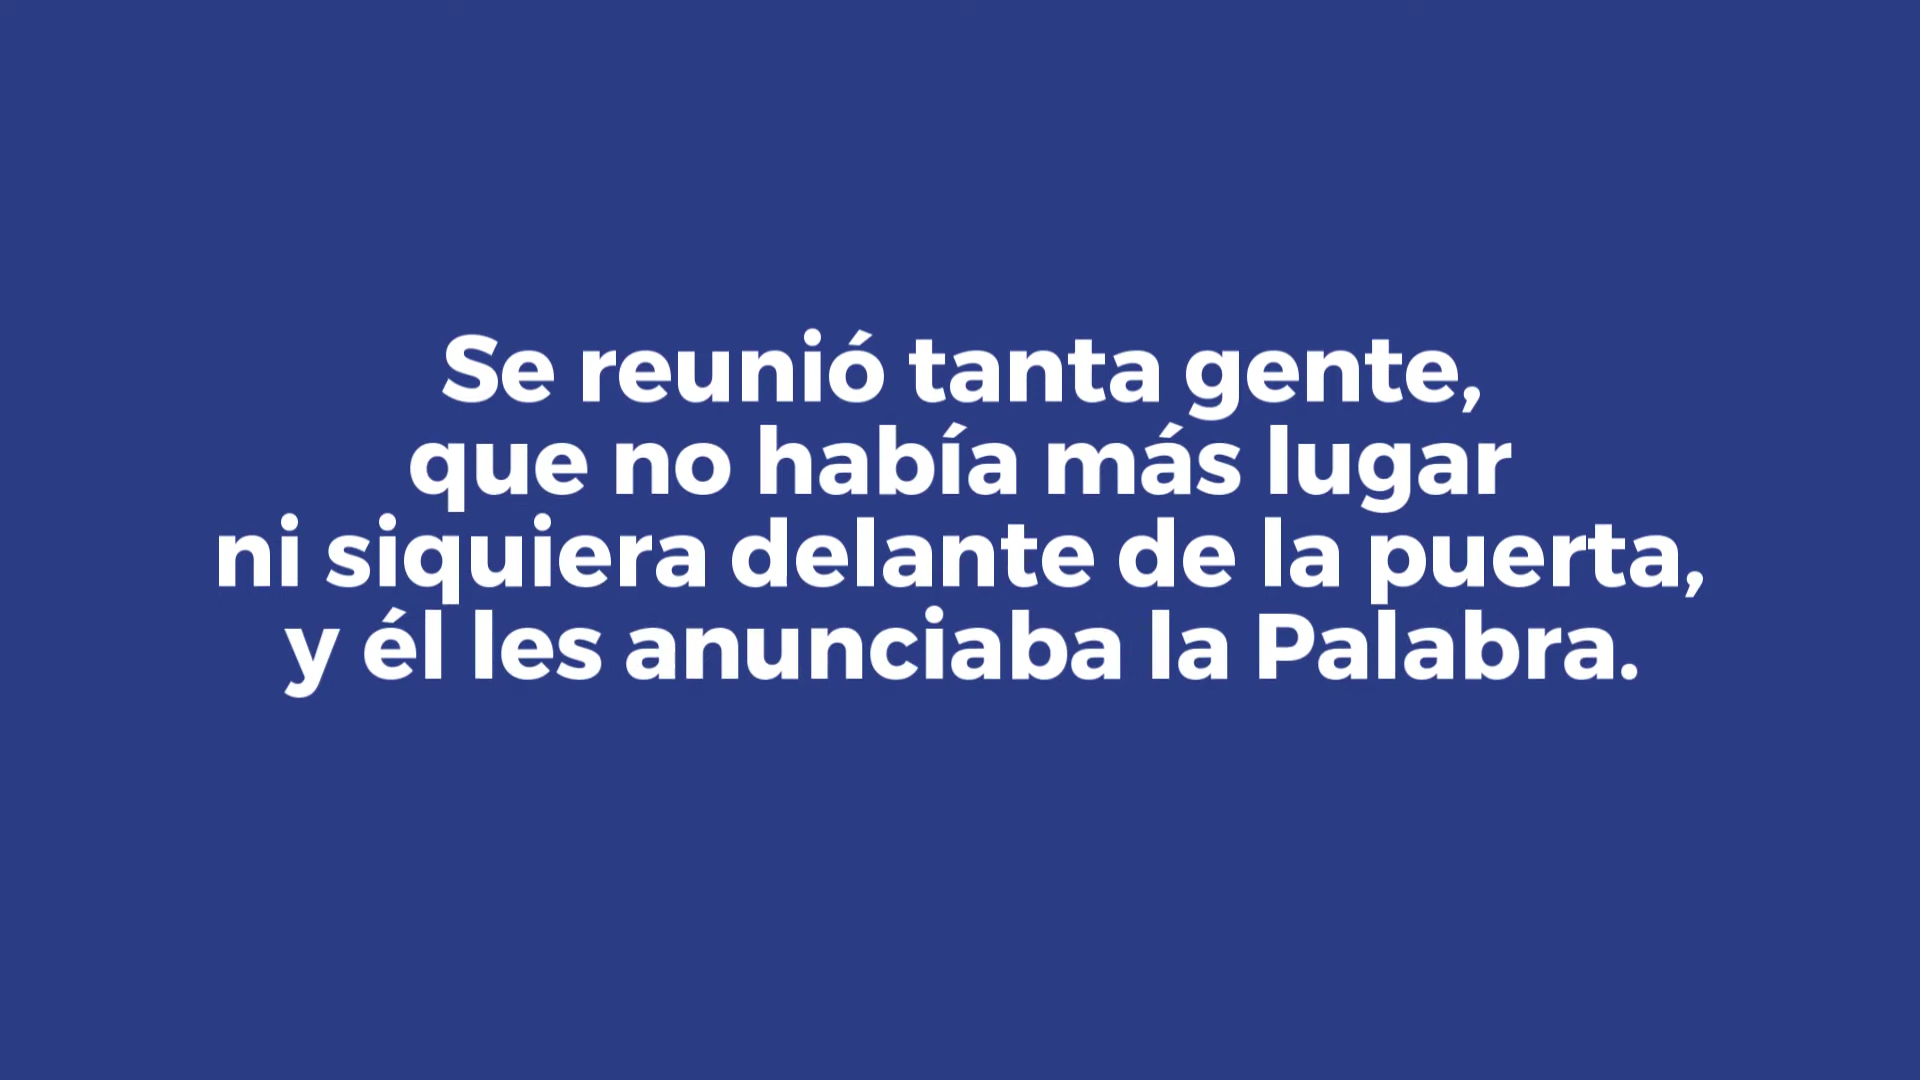 Se reunió tanta gente,
que no había más lugar
ni siquiera delante de la puerta,
y él les anunciaba la Palabra.